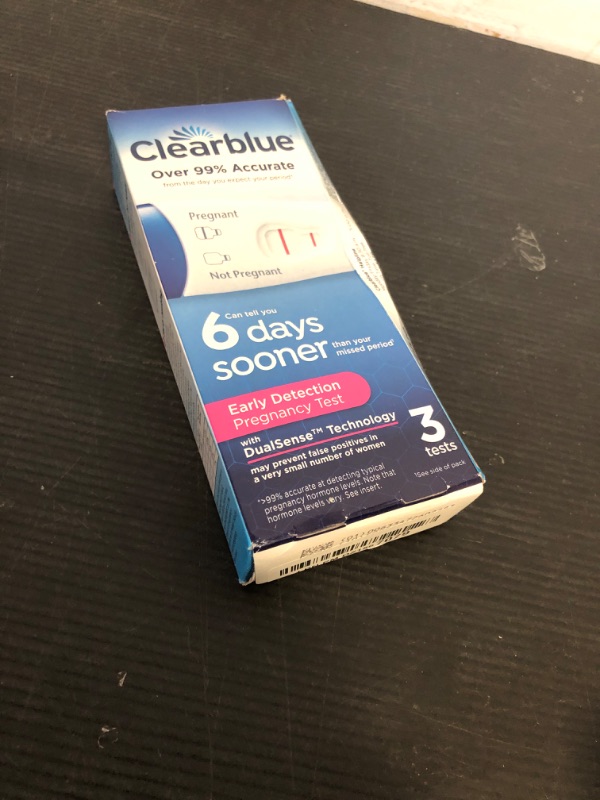 Clearblue
Over 99% Accurate
from the day you expect your period*
Pregnant
Not Pregnant
Can tell you
6 days
sooner
than your
missed period†
Early Detection
Pregnancy Test
with
DualSense™ Technology
may prevent false positives in
a very small number of women
*>99% accurate at detecting typical
pregnancy hormone levels. Note that
hormone levels vary. See insert.
3
tests
†See side of pack